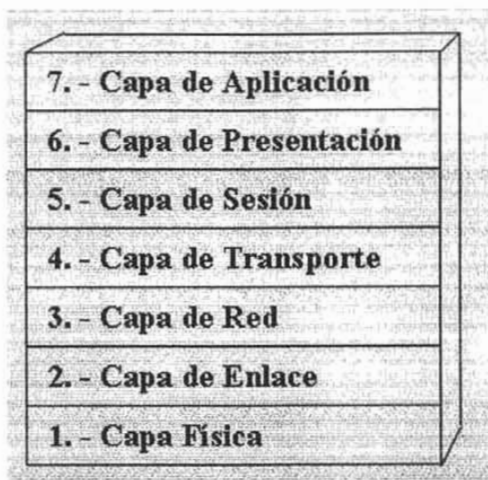 7. - Capa de Aplicación
6. - Capa de Presentación
5. - Capa de Sesión
4. - Capa de Transporte
3. - Capa de Red
2. - Capa de Enlace
1. - Capa Física